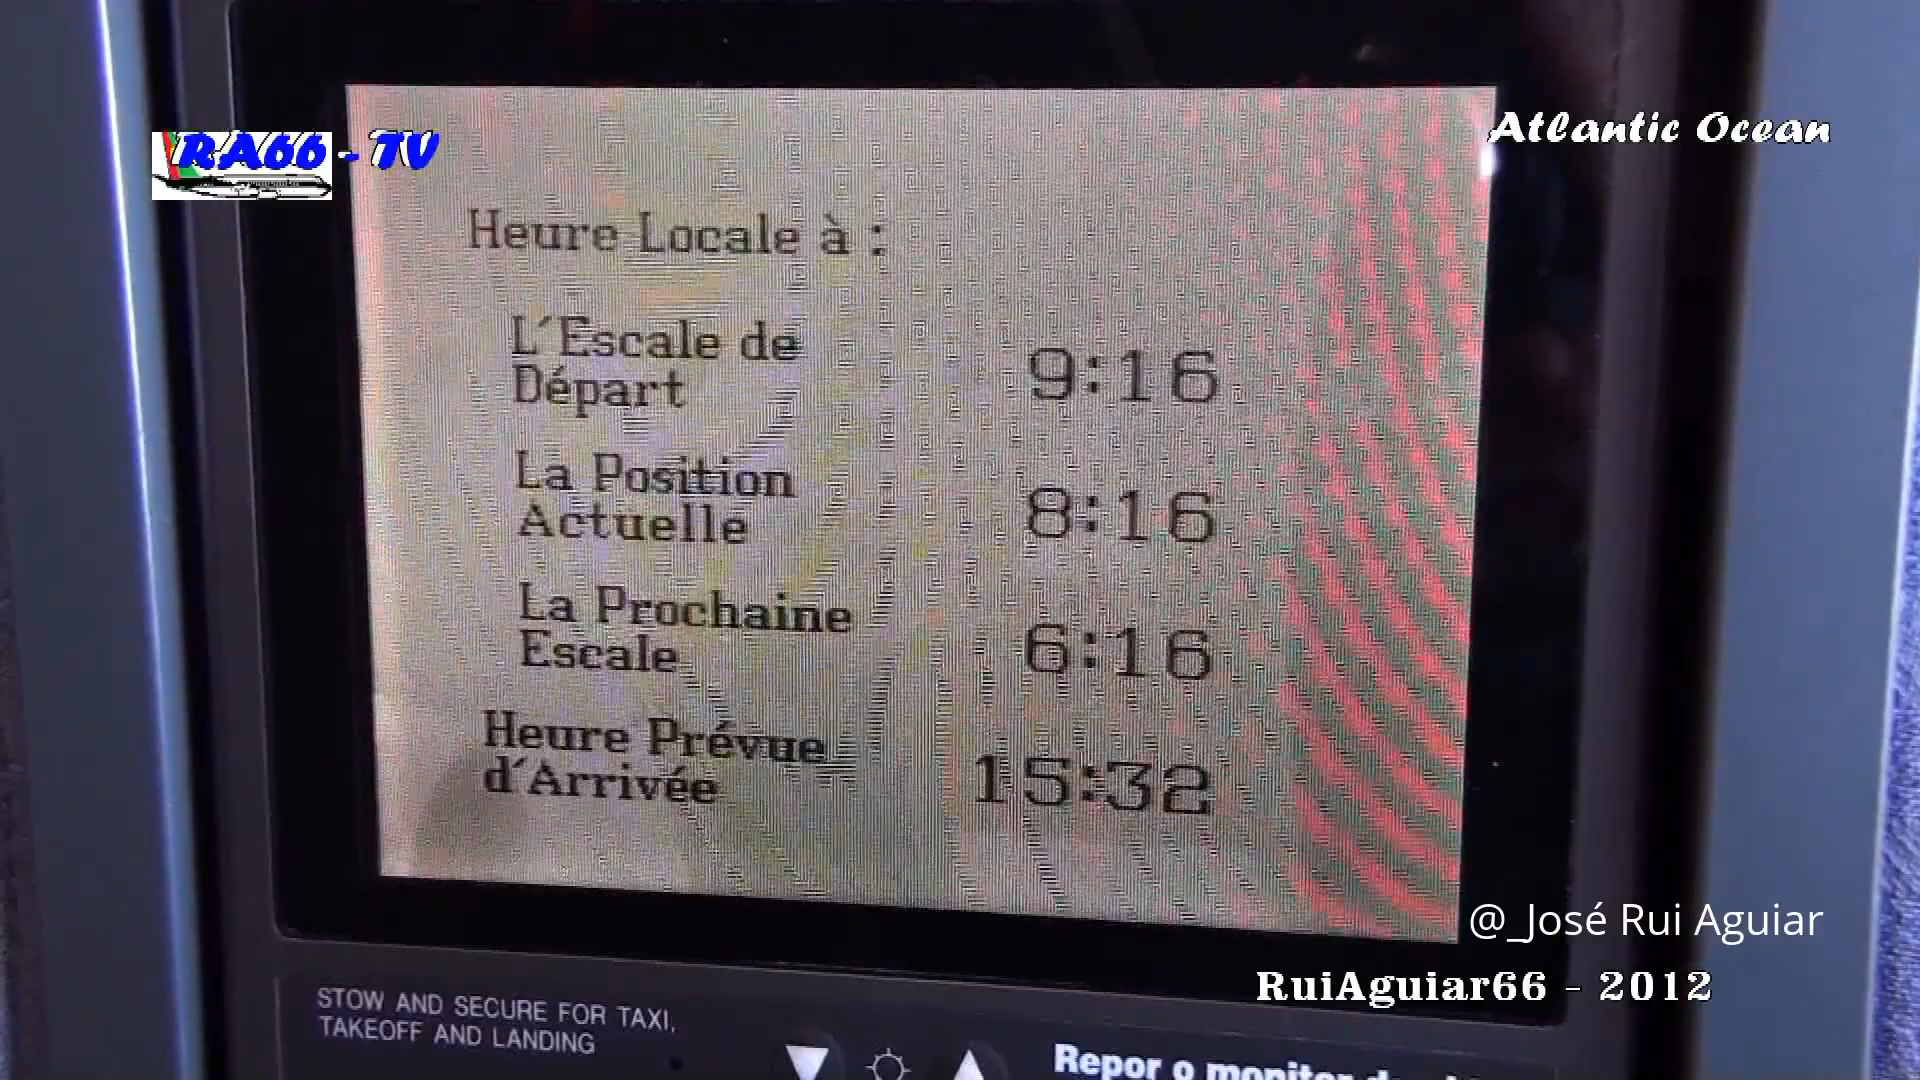 RA66 - TV
Atlantic Ocean
Heure Locale à :
L´Escale de
Départ
9:16
La Position
Actuelle
8:16
La Prochaine
Escale
6:16
Heure Prévue
d´Arrivée
15:32
@_José Rui Aguiar
RuiAguiar66 - 2012
STOW AND SECURE FOR TAXI,
TAKEOFF AND LANDING
Repor o monitor